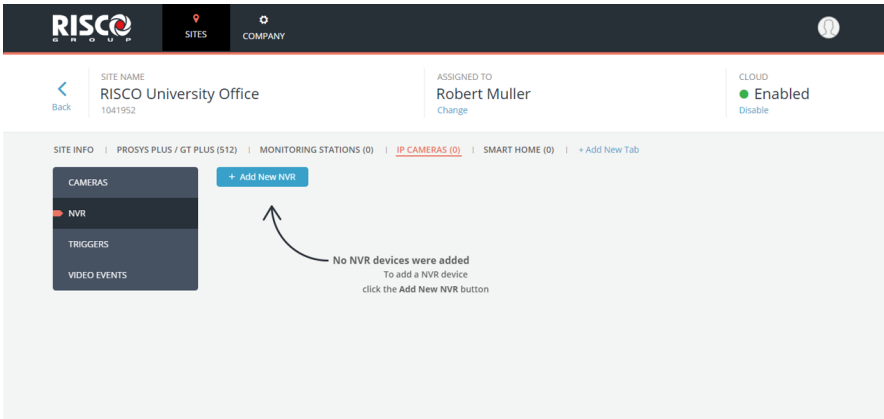 RISCO
GROUP
SITES
COMPANY
Back
SITE NAME
RISCO University Office
1041952
ASSIGNED TO
Robert Muller
Change
CLOUD
Enabled
Disable
SITE INFO | PROSYS PLUS / GT PLUS (512) | MONITORING STATIONS (0) | IP CAMERAS (0) | SMART HOME (0) | + Add New Tab
CAMERAS
+ Add New NVR
NVR
TRIGGERS
VIDEO EVENTS
No NVR devices were added
To add a NVR device
click the Add New NVR button